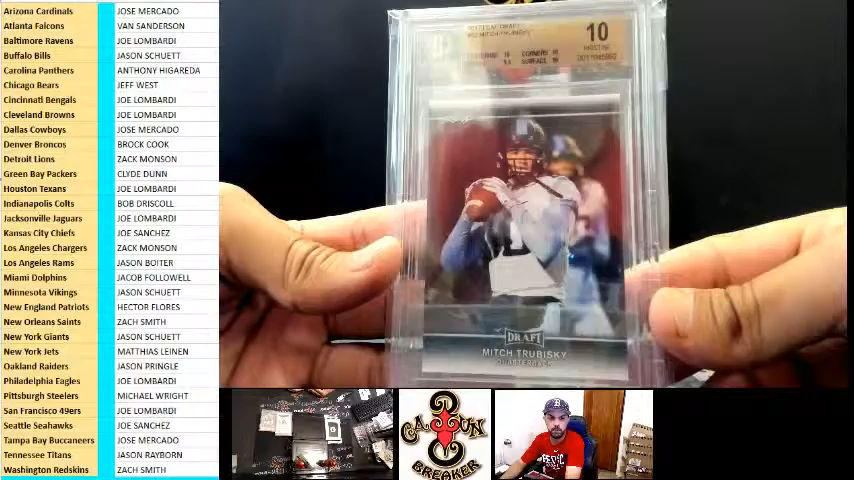 Arizona Cardinals JOSE MERCADO
Atlanta Falcons VAN SANDERSON
Baltimore Ravens JOE LOMBARDI
Buffalo Bills JASON SCHUETT
Carolina Panthers ANTHONY HIGAREDA
Chicago Bears JEFF WEST
Cincinnati Bengals JOE LOMBARDI
Cleveland Browns JOE LOMBARDI
Dallas Cowboys JOSE MERCADO
Denver Broncos BROCK COOK
Detroit Lions ZACK MONSON
Green Bay Packers CLYDE DUNN
Houston Texans JOE LOMBARDI
Indianapolis Colts BOB DRISCOLL
Jacksonville Jaguars JOE LOMBARDI
Kansas City Chiefs JOE SANCHEZ
Los Angeles Chargers ZACK MONSON
Los Angeles Rams JASON BOITER
Miami Dolphins JACOB FOLLOWELL
Minnesota Vikings JASON SCHUETT
New England Patriots HECTOR FLORES
New Orleans Saints ZACH SMITH
New York Giants JASON SCHUETT
New York Jets MATTHIAS LEINEN
Oakland Raiders JASON PRINGLE
Philadelphia Eagles JOE LOMBARDI
Pittsburgh Steelers MICHAEL WRIGHT
San Francisco 49ers JOE LOMBARDI
Seattle Seahawks JOE SANCHEZ
Tampa Bay Buccaneers JOSE MERCADO
Tennessee Titans JASON RAYBORN
Washington Redskins ZACH SMITH
10
PRISTINE
CORNERS
SURFACE
DRAFT
MITCH TRUBISKY
QUARTERBACK
CAJUN
BREAKER
B